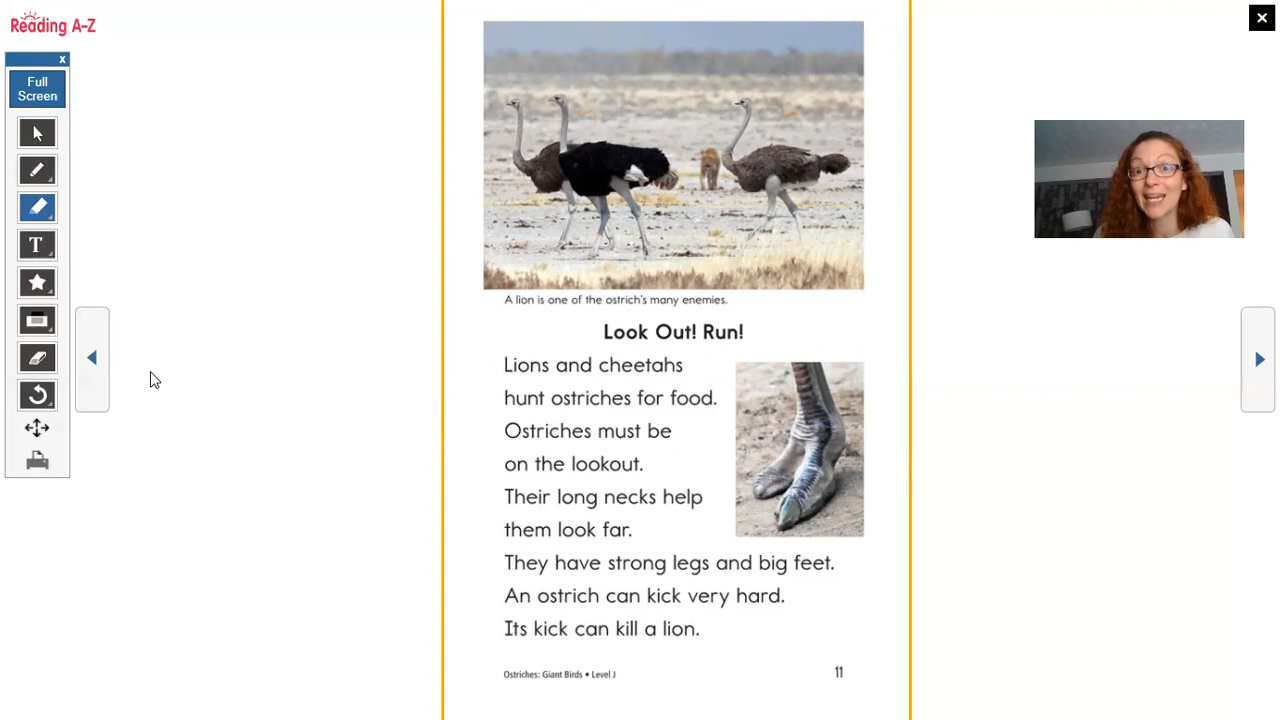 Reading A-Z
x
Full
Screen
T
A lion is one of the ostrich's many enemies.
Look Out! Run!
Lions and cheetahs
hunt ostriches for food.
Ostriches must be
on the lookout.
Their long necks help
them look far.
They have strong legs and big feet.
An ostrich can kick very hard.
Its kick can kill a lion.
Ostriches: Giant Birds • Level J
11